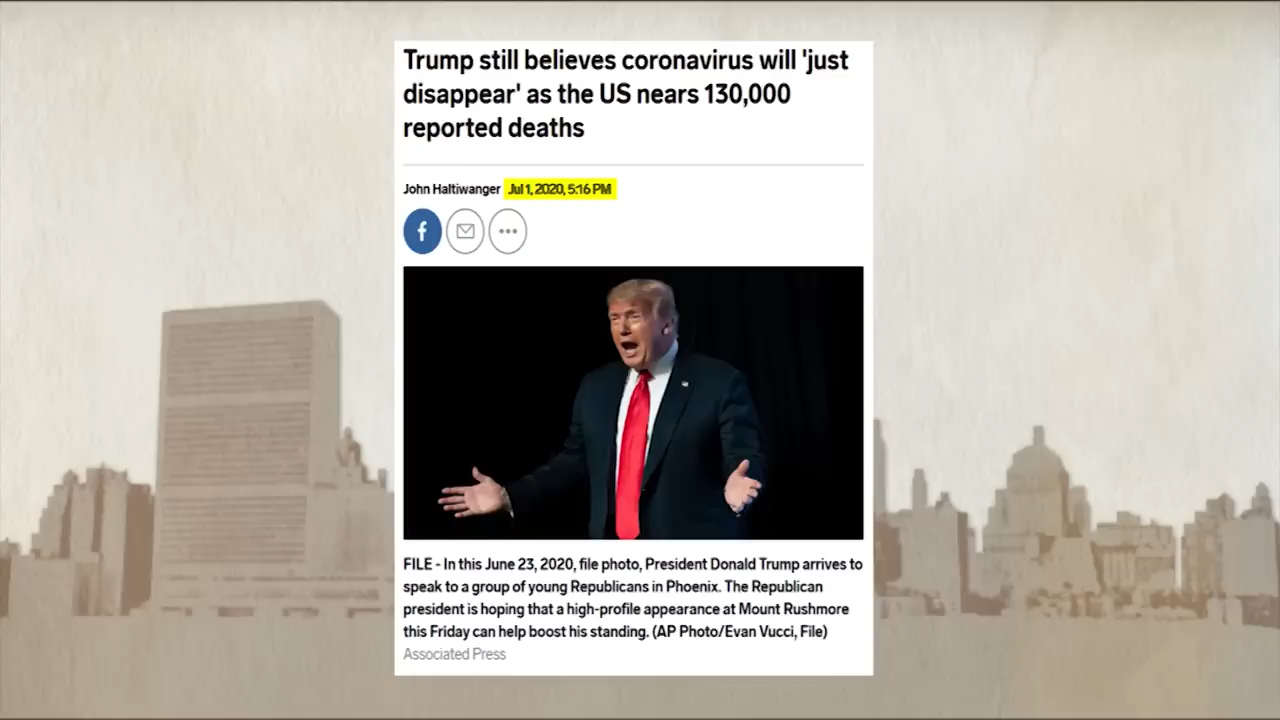 Trump still believes coronavirus will 'just
disappear' as the US nears 130,000
reported deaths
John Haltiwanger Jul 1, 2020, 5:16 PM
f
FILE - In this June 23, 2020, file photo, President Donald Trump arrives to
speak to a group of young Republicans in Phoenix. The Republican
president is hoping that a high-profile appearance at Mount Rushmore
this Friday can help boost his standing. (AP Photo/Evan Vucci, File)
Associated Press